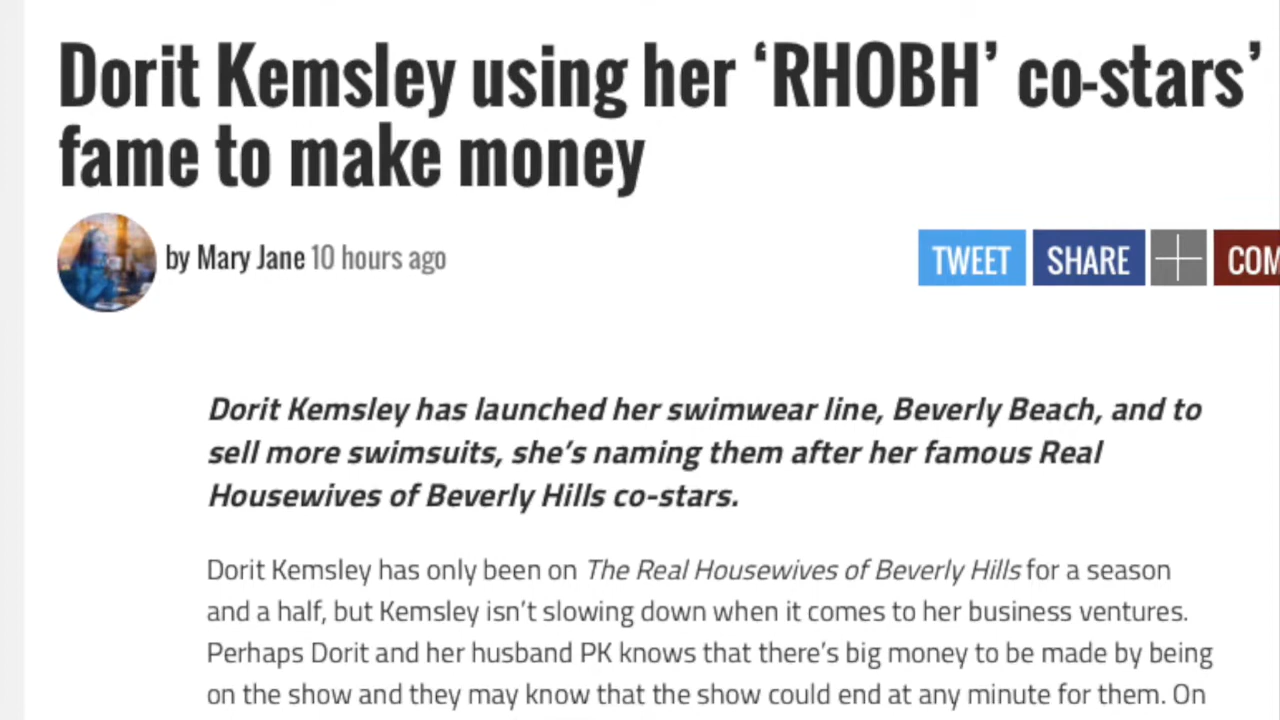 Dorit Kemsley using her ‘RHOBH’ co-stars’
fame to make money
by Mary Jane 10 hours ago
TWEET SHARE COM
Dorit Kemsley has launched her swimwear line, Beverly Beach, and to
sell more swimsuits, she’s naming them after her famous Real
Housewives of Beverly Hills co-stars.
Dorit Kemsley has only been on The Real Housewives of Beverly Hills for a season
and a half, but Kemsley isn’t slowing down when it comes to her business ventures.
Perhaps Dorit and her husband PK knows that there’s big money to be made by being
on the show and they may know that the show could end at any minute for them. On